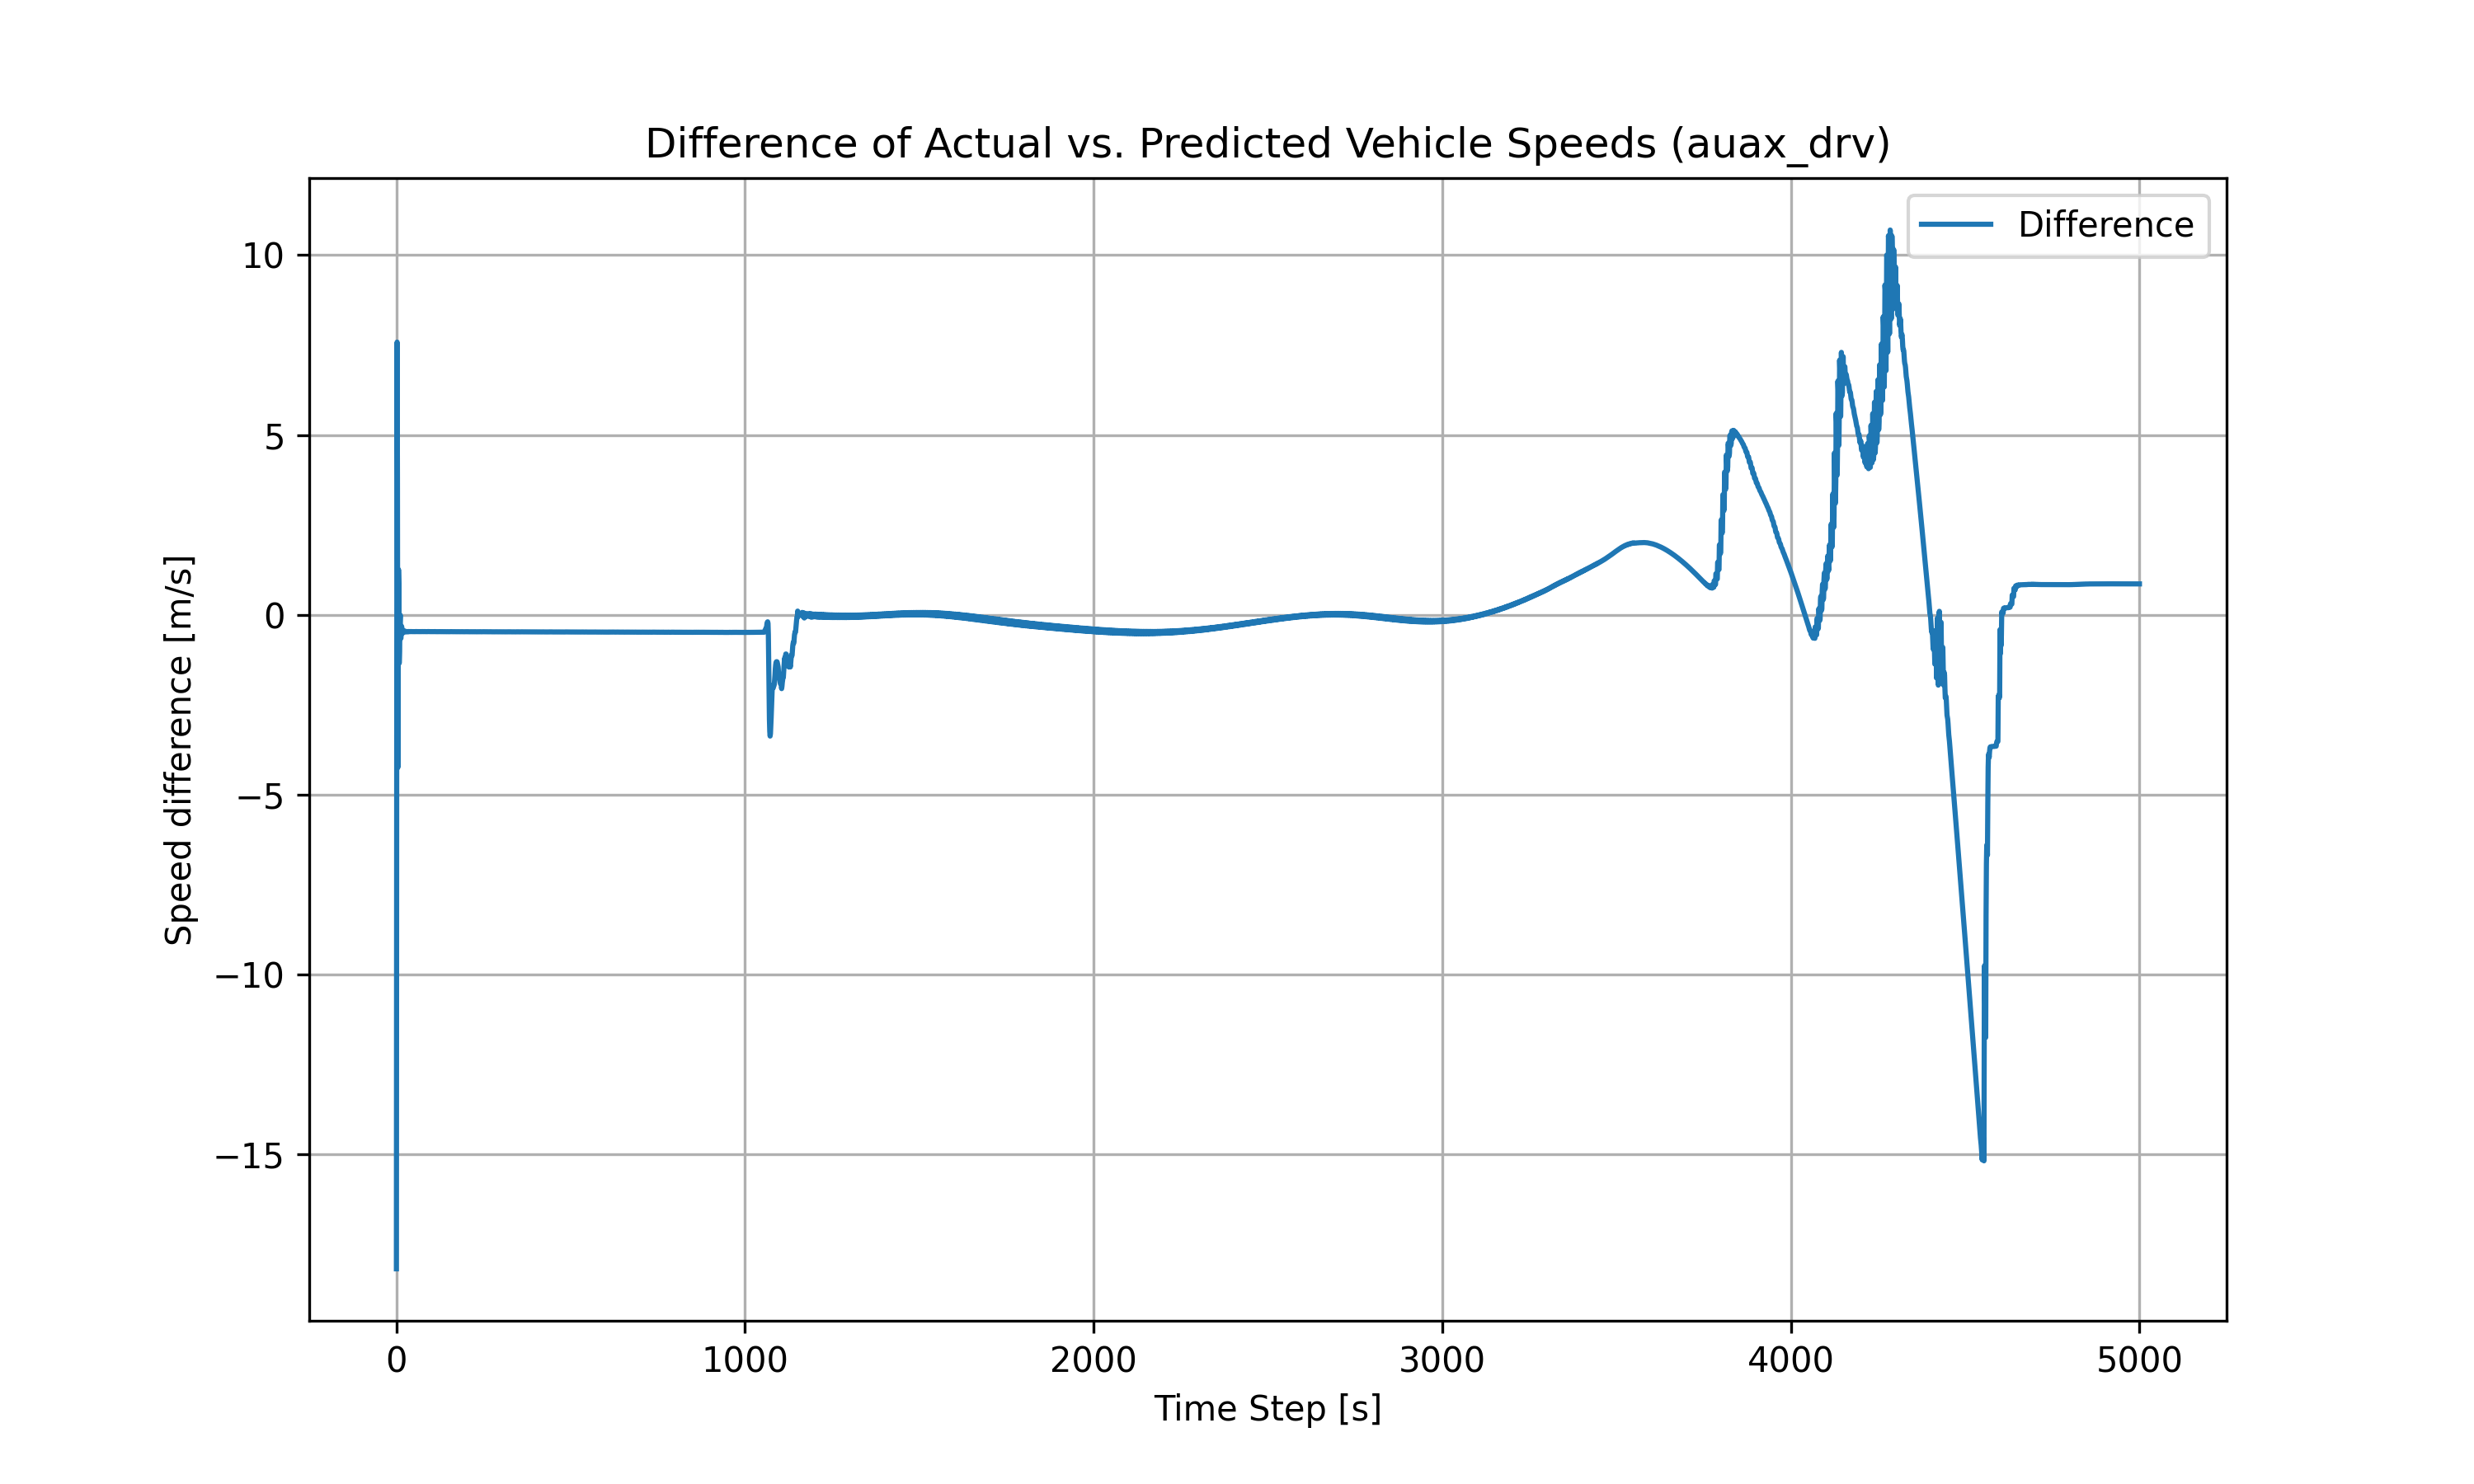 Difference of Actual vs. Predicted Vehicle Speeds (auax_drv)
Difference
10
5
0
−5
−10
−15
Speed difference [m/s]
0 1000 2000 3000 4000 5000
Time Step [s]